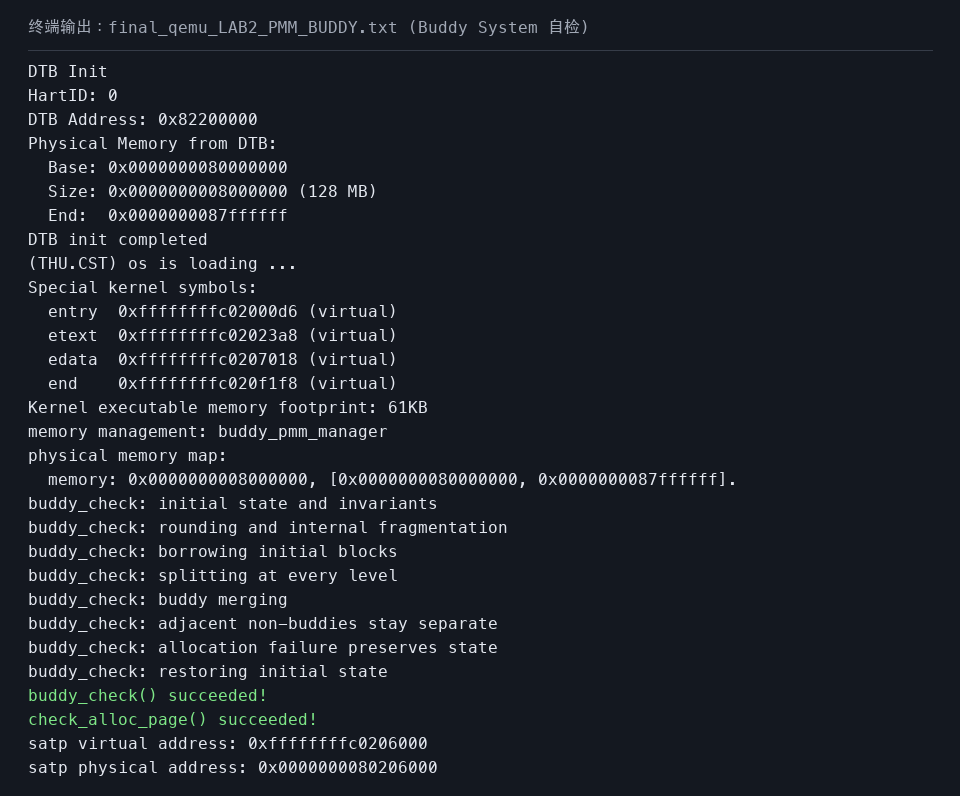 终端输出：final_qemu_LAB2_PMM_BUDDY.txt (Buddy System 自检)
DTB Init
HartID: 0
DTB Address: 0x82200000
Physical Memory from DTB:
  Base: 0x0000000080000000
  Size: 0x0000000008000000 (128 MB)
  End:  0x0000000087ffffff
DTB init completed
(THU.CST) os is loading ...
Special kernel symbols:
  entry  0xffffffffc02000d6 (virtual)
  etext  0xffffffffc02023a8 (virtual)
  edata  0xffffffffc0207018 (virtual)
  end    0xffffffffc020f1f8 (virtual)
Kernel executable memory footprint: 61KB
memory management: buddy_pmm_manager
physical memory map:
  memory: 0x0000000008000000, [0x0000000080000000, 0x0000000087ffffff].
buddy_check: initial state and invariants
buddy_check: rounding and internal fragmentation
buddy_check: borrowing initial blocks
buddy_check: splitting at every level
buddy_check: buddy merging
buddy_check: adjacent non-buddies stay separate
buddy_check: allocation failure preserves state
buddy_check: restoring initial state
buddy_check() succeeded!
check_alloc_page() succeeded!
satp virtual address: 0xffffffffc0206000
satp physical address: 0x0000000080206000